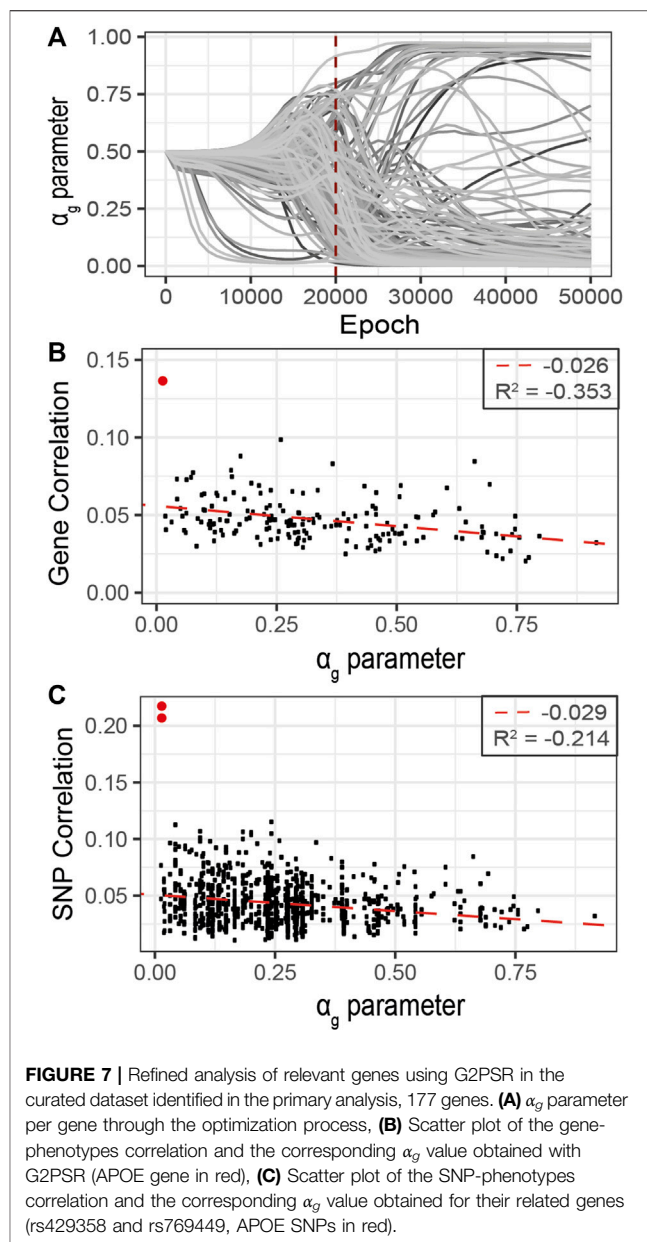 A
1.00
0.75
0.50
0.25
0.00
α_g parameter
0 10000 20000 30000 40000 50000
Epoch
B
0.15
0.10
0.05
0.00
Gene Correlation
-0.026
R² = -0.353
0.00 0.25 0.50 0.75
α_g parameter
C
0.20
0.15
0.10
0.05
SNP Correlation
-0.029
R² = -0.214
0.00 0.25 0.50 0.75
α_g parameter
FIGURE 7 | Refined analysis of relevant genes using G2PSR in the
curated dataset identified in the primary analysis, 177 genes. (A) α_g parameter
per gene through the optimization process, (B) Scatter plot of the gene-
phenotypes correlation and the corresponding α_g value obtained with
G2PSR (APOE gene in red), (C) Scatter plot of the SNP-phenotypes
correlation and the corresponding α_g value obtained for their related genes
(rs429358 and rs769449, APOE SNPs in red).